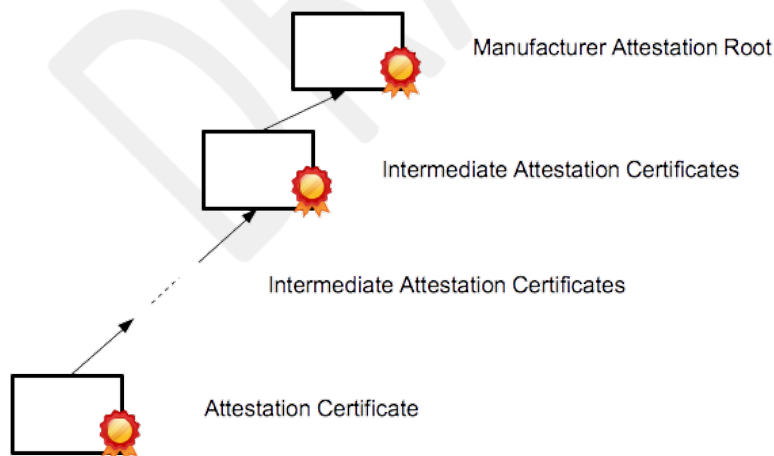 Manufacturer Attestation Root
Intermediate Attestation Certificates
Intermediate Attestation Certificates
Attestation Certificate